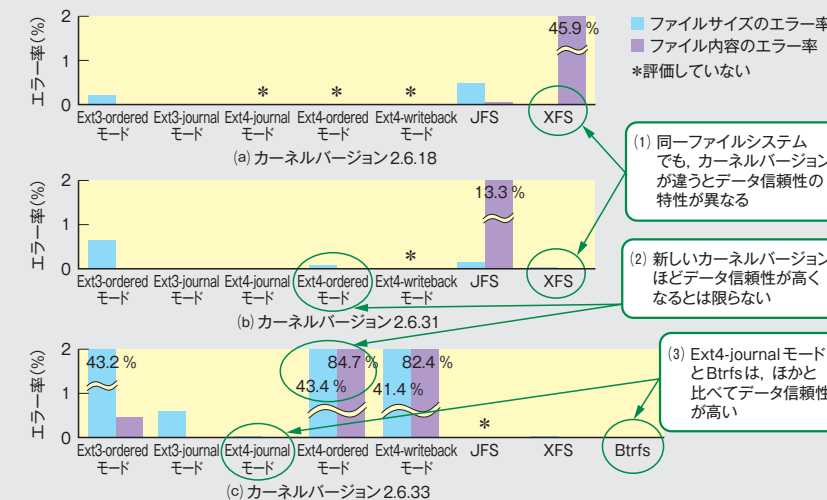 エラー率(%)
2
1
0
45.9 %
* * *
Ext3-ordered Ext3-journal Ext4-journal Ext4-ordered Ext4-writeback JFS XFS
モード モード モード モード モード
(a) カーネルバージョン2.6.18
ファイルサイズのエラー率
ファイル内容のエラー率
*評価していない
(1) 同一ファイルシステム
でも，カーネルバージョン
が違うとデータ信頼性の
特性が異なる
エラー率(%)
2
1
0
13.3 %
*
Ext3-ordered Ext3-journal Ext4-journal Ext4-ordered Ext4-writeback JFS XFS
モード モード モード モード モード
(b) カーネルバージョン2.6.31
(2) 新しいカーネルバージョン
ほどデータ信頼性が高く
なるとは限らない
エラー率(%)
2
1
0
43.2 % 84.7 % 82.4 %
43.4 % 41.4 %
*
Ext3-ordered Ext3-journal Ext4-journal Ext4-ordered Ext4-writeback JFS XFS Btrfs
モード モード モード モード モード
(c) カーネルバージョン2.6.33
(3) Ext4-journalモード
とBtrfsは，ほかと
比べてデータ信頼性
が高い